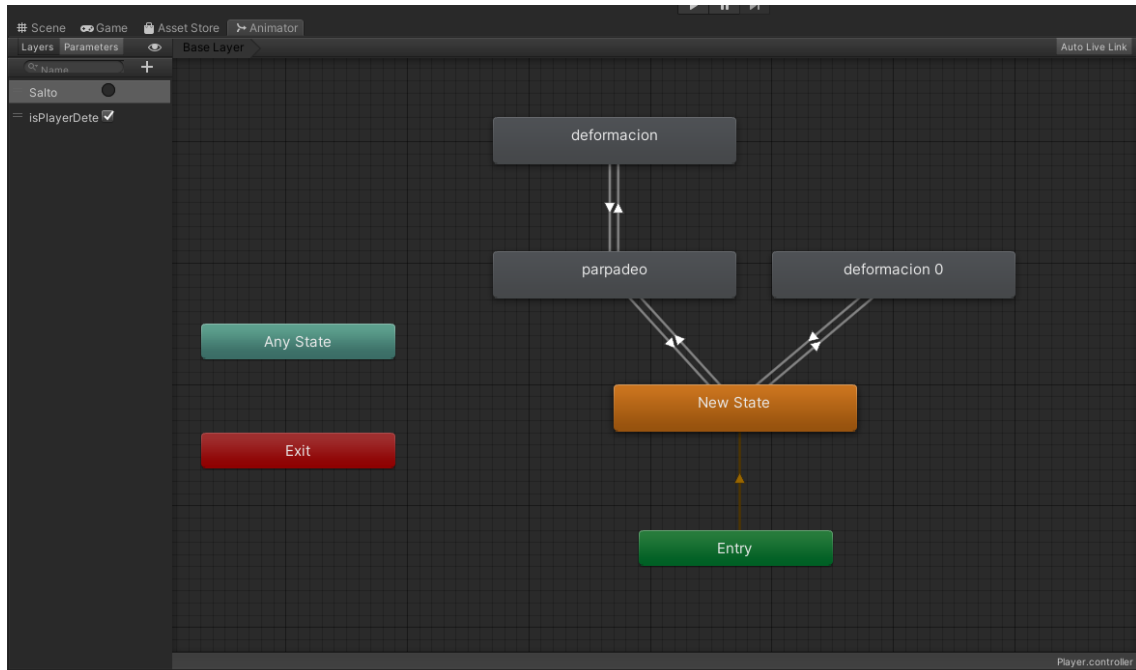 Scene Game Asset Store Animator
Layers Parameters Base Layer Auto Live Link
Name
Salto
isPlayerDete
deformacion
parpadeo deformacion 0
Any State
New State
Exit
Entry
Player.controller